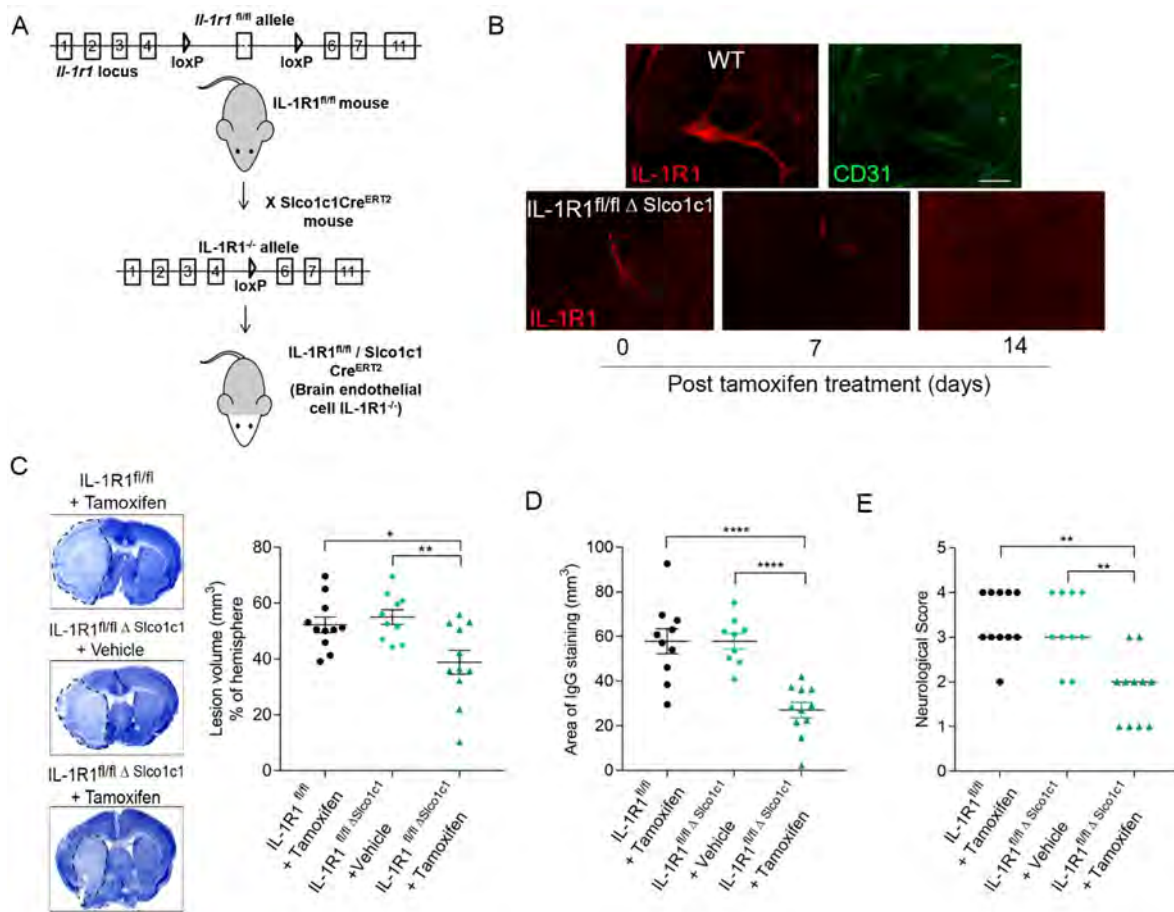 A
Il-1r1 fl/fl allele
1 2 3 4 6 7 11
Il-1r1 locus
loxP loxP
IL-1R1fl/fl mouse
X Slco1c1CreERT2
mouse
IL-1R1-/- allele
1 2 3 4 6 7 11
loxP
IL-1R1fl/fl / Slco1c1
CreERT2
(Brain endothelial
cell IL-1R1-/-)
B
WT
IL-1R1
CD31
IL-1R1fl/fl Δ Slco1c1
IL-1R1
0 7 14
Post tamoxifen treatment (days)
C
IL-1R1fl/fl
+ Tamoxifen
IL-1R1fl/fl Δ Slco1c1
+ Vehicle
IL-1R1fl/fl Δ Slco1c1
+ Tamoxifen
Lesion volume (mm3)
% of hemisphere
80
60
40
20
0
*
**
IL-1R1 fl/fl
+ Tamoxifen
IL-1R1 fl/fl Δ Slco1c1
+Vehicle
IL-1R1 fl/fl Δ Slco1c1
+Tamoxifen
D
Area of IgG staining (mm3)
100
80
60
40
20
0
****
****
IL-1R1fl/fl
+ Tamoxifen
IL-1R1fl/fl Δ Slco1c1
+ Vehicle
IL-1R1fl/fl Δ Slco1c1
+ Tamoxifen
E
Neurological Score
5
4
3
2
1
0
**
**
IL-1R1fl/fl
+ Tamoxifen
IL-1R1fl/fl Δ Slco1c1
+ Vehicle
IL-1R1fl/fl Δ Slco1c1
+ Tamoxifen